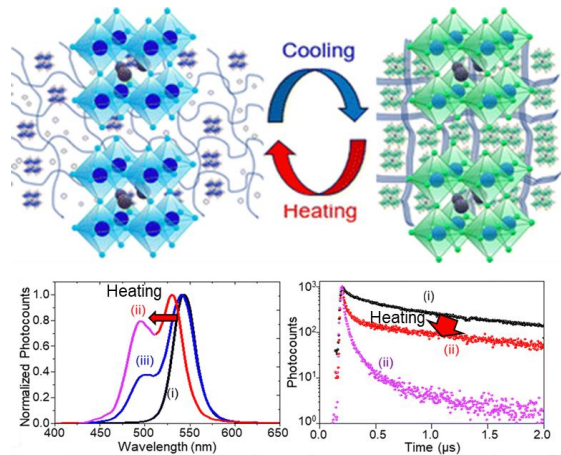 Cooling
Heating
Heating
(ii)
(iii)
(i)
Normalized Photocounts
1.0
0.8
0.6
0.4
0.2
0.0
400 450 500 550 600 650
Wavelength (nm)
(i)
Heating
(ii)
(ii)
Photocounts
10³
10²
10¹
10⁰
0.0 0.5 1.0 1.5 2.0
Time (µs)